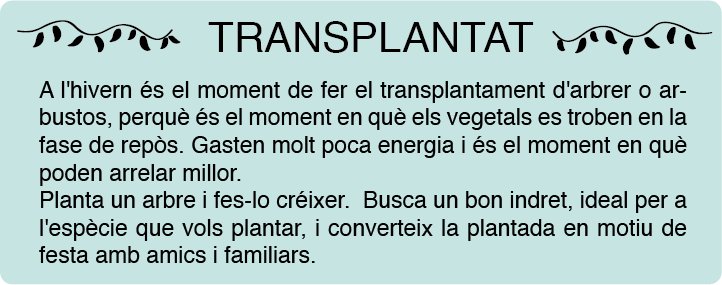 TRANSPLANTAT
A l'hivern és el moment de fer el transplantament d'arbrer o ar-
bustos, perquè és el moment en què els vegetals es troben en la
fase de repòs. Gasten molt poca energia i és el moment en què
poden arrelar millor.
Planta un arbre i fes-lo créixer.  Busca un bon indret, ideal per a
l'espècie que vols plantar, i converteix la plantada en motiu de
festa amb amics i familiars.